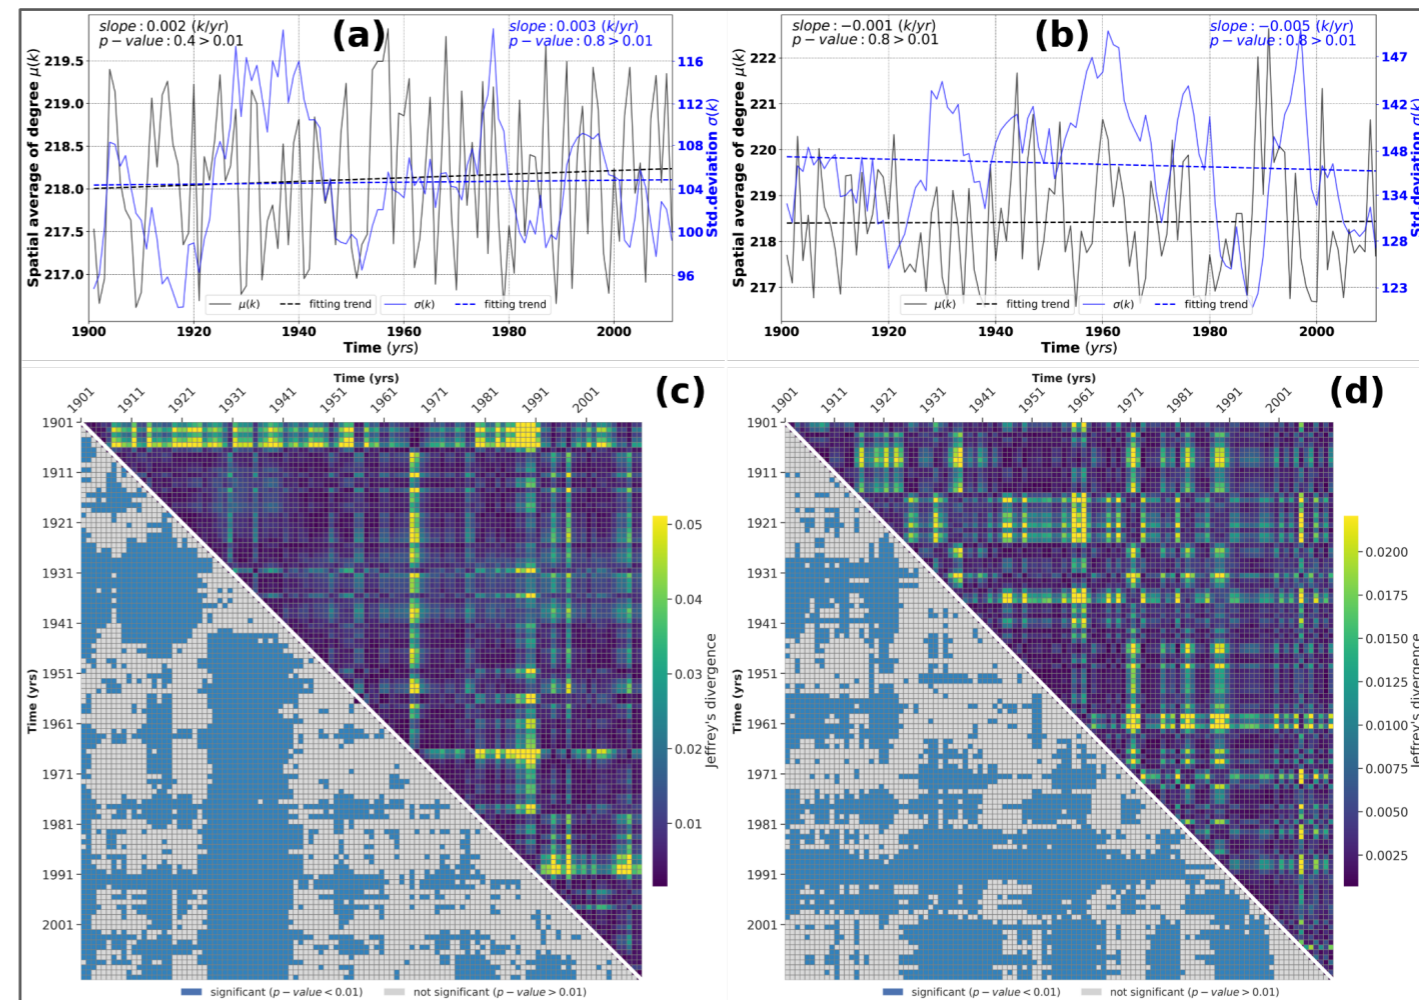 slope : 0.002 (k/yr)
p − value : 0.4 > 0.01
(a)
slope : 0.003 (k/yr)
p − value : 0.8 > 0.01
Spatial average of degree μ(k)
219.5
219.0
218.5
218.0
217.5
217.0
116
112
108
104
100
96
Std.deviation σ(k)
μ(k)
fitting trend
σ(k)
fitting trend
1900
1920
1940
1960
1980
2000
Time (yrs)
slope : −0.001 (k/yr)
p − value : 0.8 > 0.01
(b)
slope : −0.005 (k/yr)
p − value : 0.8 > 0.01
Spatial average of degree μ(k)
222
221
220
219
218
217
147
142
148
134
128
123
Std.deviation σ(k)
μ(k)
fitting trend
σ(k)
fitting trend
1900
1920
1940
1960
1980
2000
Time (yrs)
Time (yrs)
1901
1911
1921
1931
1941
1951
1961
1971
1981
1991
2001
(c)
Time (yrs)
1901
1911
1921
1931
1941
1951
1961
1971
1981
1991
2001
0.05
0.04
0.03
0.02
0.01
Jeffrey's divergence
significant (p − value < 0.01)
not significant (p − value > 0.01)
Time (yrs)
1901
1911
1921
1931
1941
1951
1961
1971
1981
1991
2001
(d)
Time (yrs)
1901
1911
1921
1931
1941
1951
1961
1971
1981
1991
2001
0.0200
0.0175
0.0150
0.0125
0.0100
0.0075
0.0050
0.0025
Jeffrey's divergence
significant (p − value < 0.01)
not significant (p − value > 0.01)